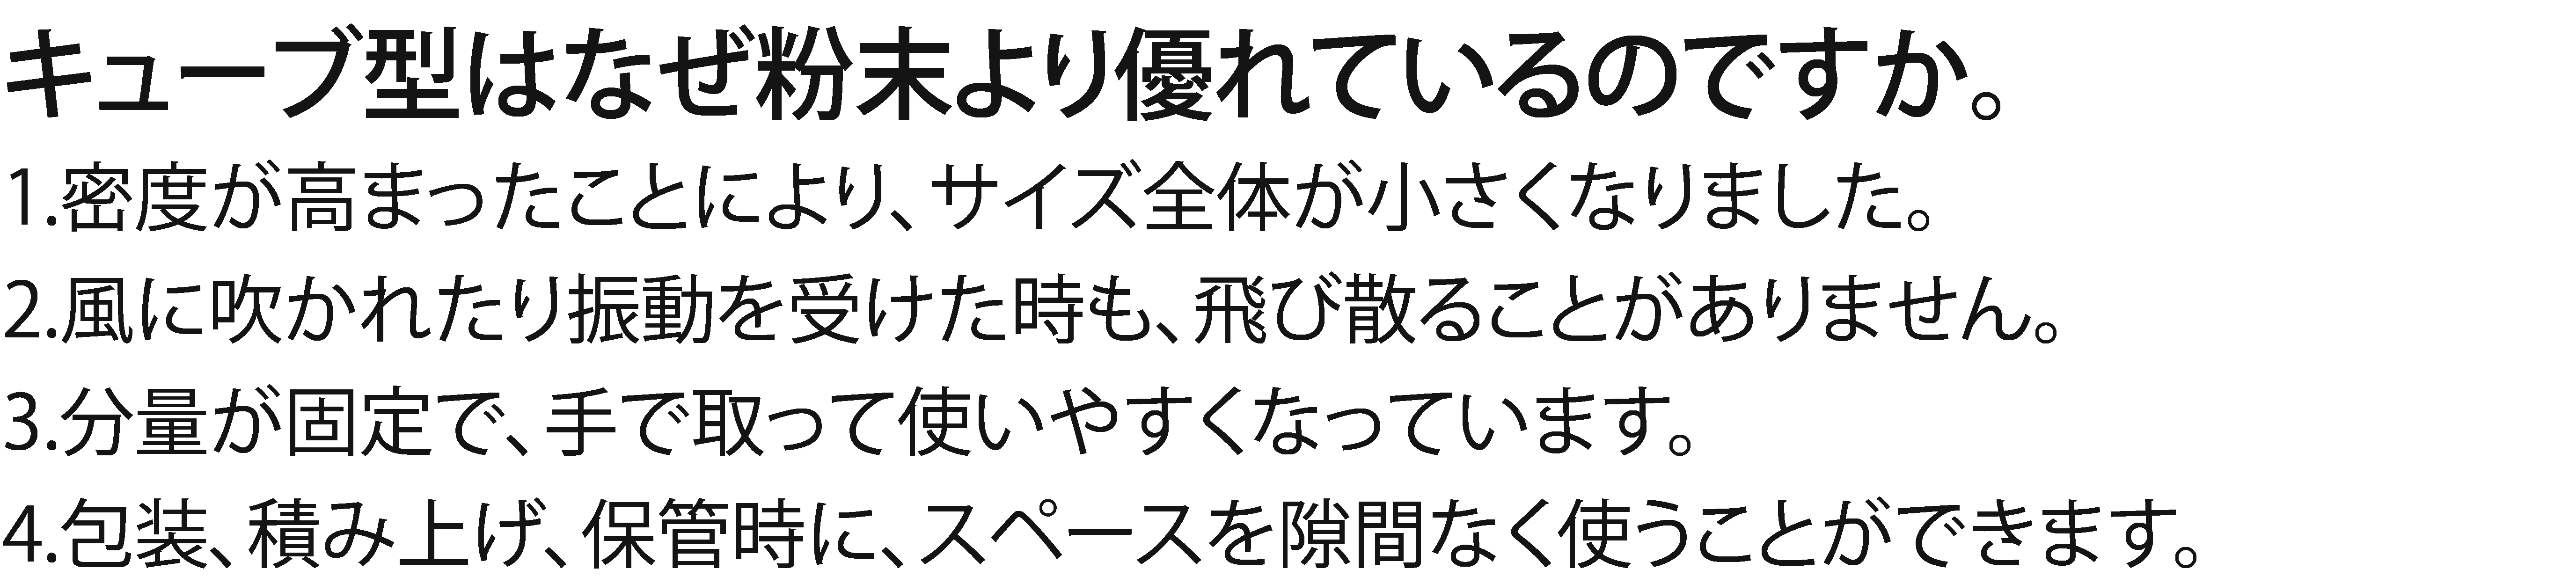 キューブ型はなぜ粉末より優れているのですか。
1.密度が高まったことにより、サイズ全体が小さくなりました。
2.風に吹かれたり振動を受けた時も、飛び散ることがありません。
3.分量が固定で、手で取って使いやすくなっています。
4.包装、積み上げ、保管時に、スペースを隙間なく使うことができます。